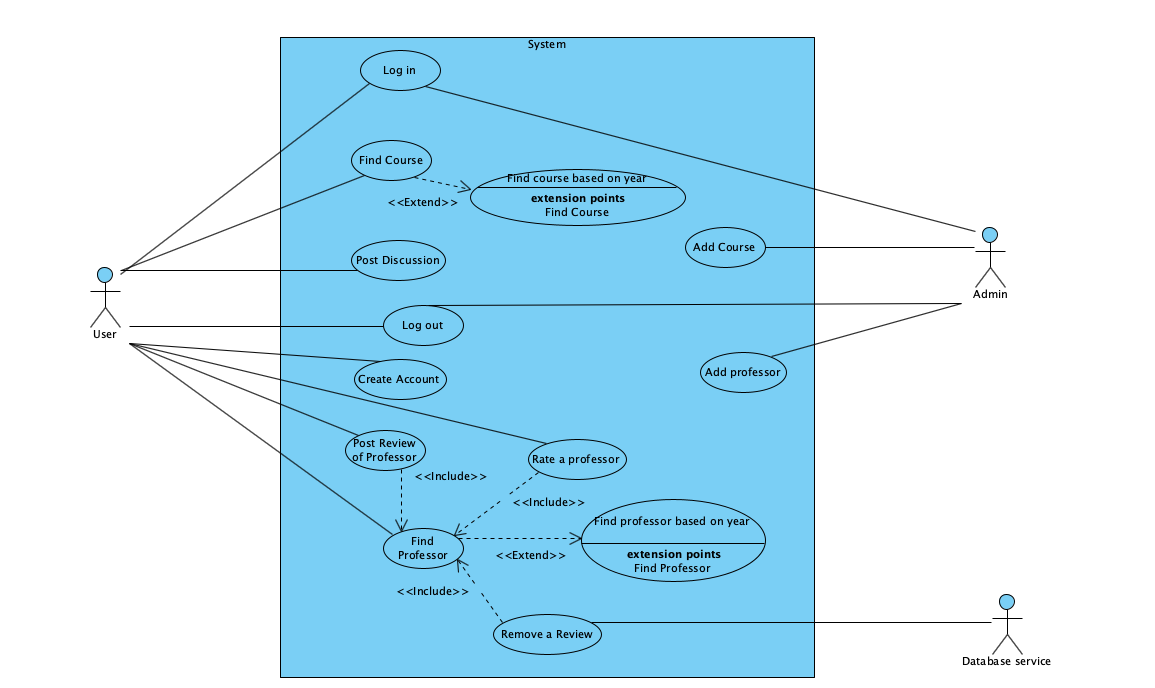 System
Log in
Find Course
Find course based on year
extension points
Find Course
<<Extend>>
Add Course
Post Discussion
Admin
Log out
User
Add professor
Create Account
Post Review
of Professor
Rate a professor
<<Include>>
<<Include>>
Find professor based on year
extension points
Find Professor
Find
Professor
<<Extend>>
<<Include>>
Remove a Review
Database service